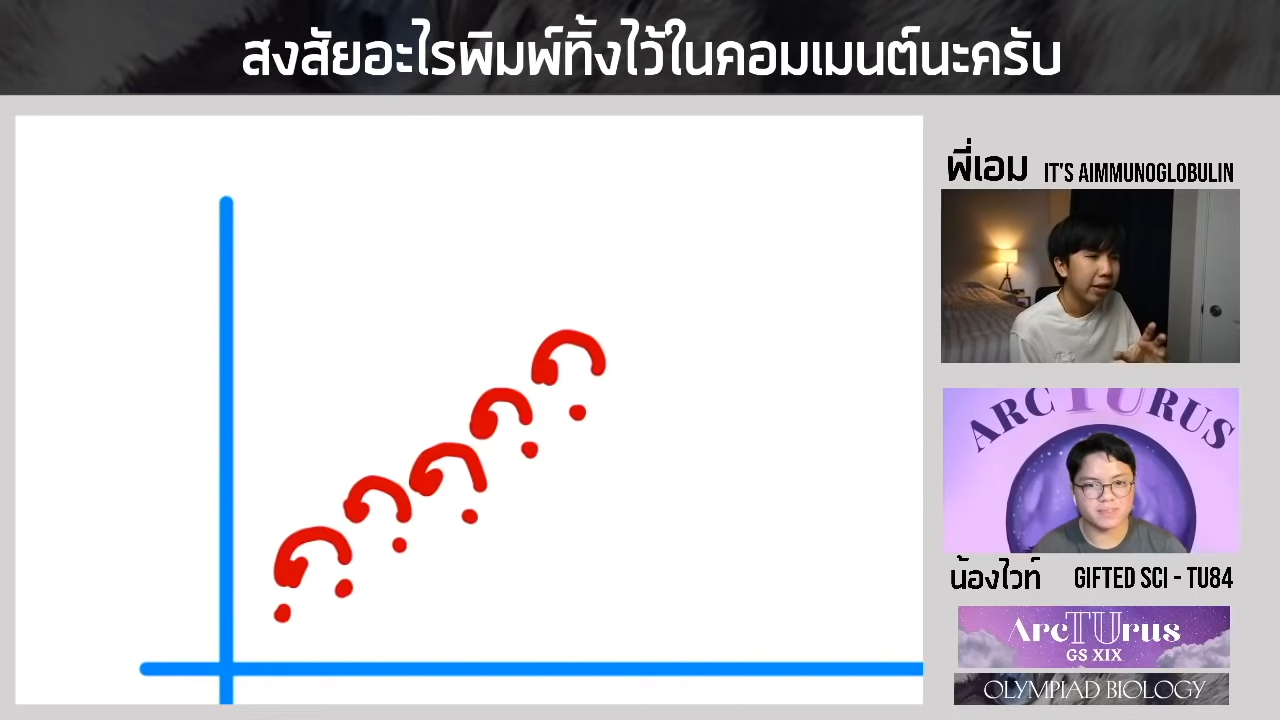 สงสัยอะไรพิมพ์ทิ้งไว้ในคอมเมนต์นะครับ
พี่เอม IT'S AIMMUNOGLOBULIN
ARCTURUS
น้องไวท์ GIFTED SCI - TU84
ArcTUrus
GS XIX
OLYMPIAD BIOLOGY